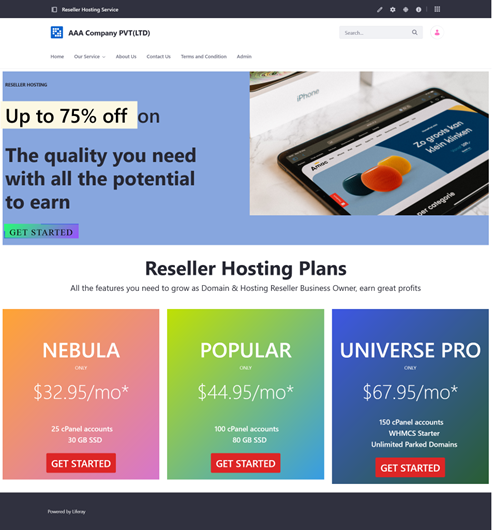 Reseller Hosting Service
AAA Company PVT(LTD)
Search...
Home
Our Service
About Us
Contact Us
Terms and Condition
Admin
RESELLER HOSTING
Up to 75% off on
The quality you need
with all the potential
to earn
GET STARTED
iPhone
Amac
Zo groots kan
klein klinken
per categorie
Reseller Hosting Plans
All the features you need to grow as Domain & Hosting Reseller Business Owner, earn great profits
NEBULA
ONLY
$32.95/mo*
25 cPanel accounts
30 GB SSD
GET STARTED
POPULAR
ONLY
$44.95/mo*
100 cPanel accounts
80 GB SSD
GET STARTED
UNIVERSE PRO
ONLY
$67.95/mo*
150 cPanel accounts
WHMCS Starter
Unlimited Parked Domains
GET STARTED
Powered by Liferay